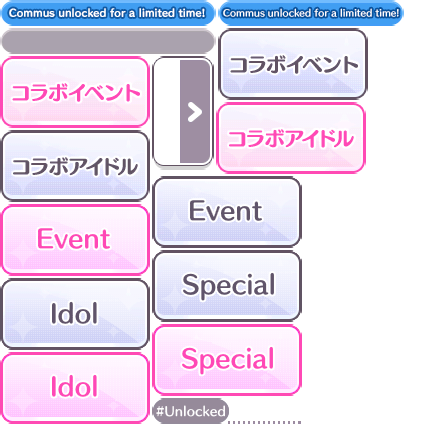 Commus unlocked for a limited time!
Commus unlocked for a limited time!
コラボイベント
コラボイベント
コラボアイドル
コラボアイドル
Event
Event
Idol
Special
Idol
Special
#Unlocked